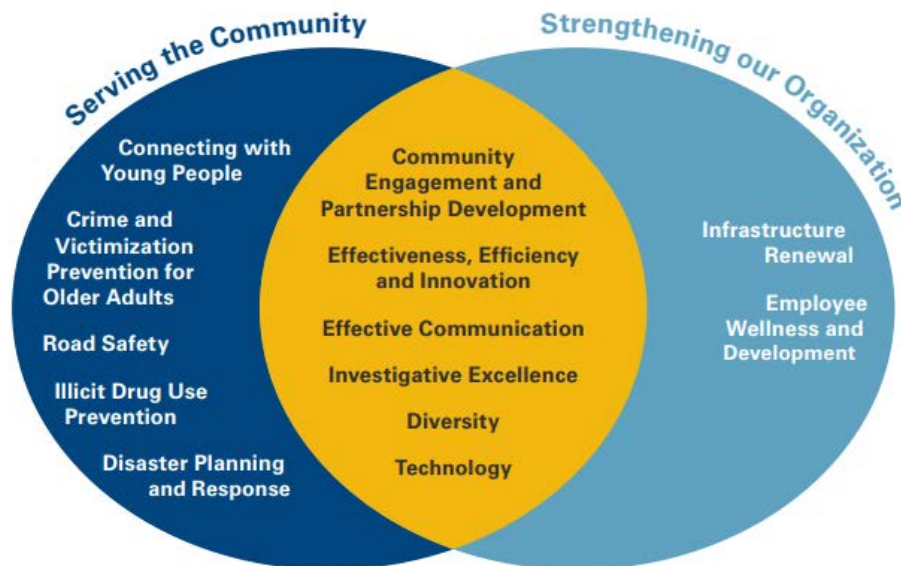 Serving the Community
Strengthening our Organization
Connecting with
Young People
Crime and
Victimization
Prevention for
Older Adults
Road Safety
Illicit Drug Use
Prevention
Disaster Planning
and Response
Community
Engagement and
Partnership Development
Effectiveness, Efficiency
and Innovation
Effective Communication
Investigative Excellence
Diversity
Technology
Infrastructure
Renewal
Employee
Wellness and
Development